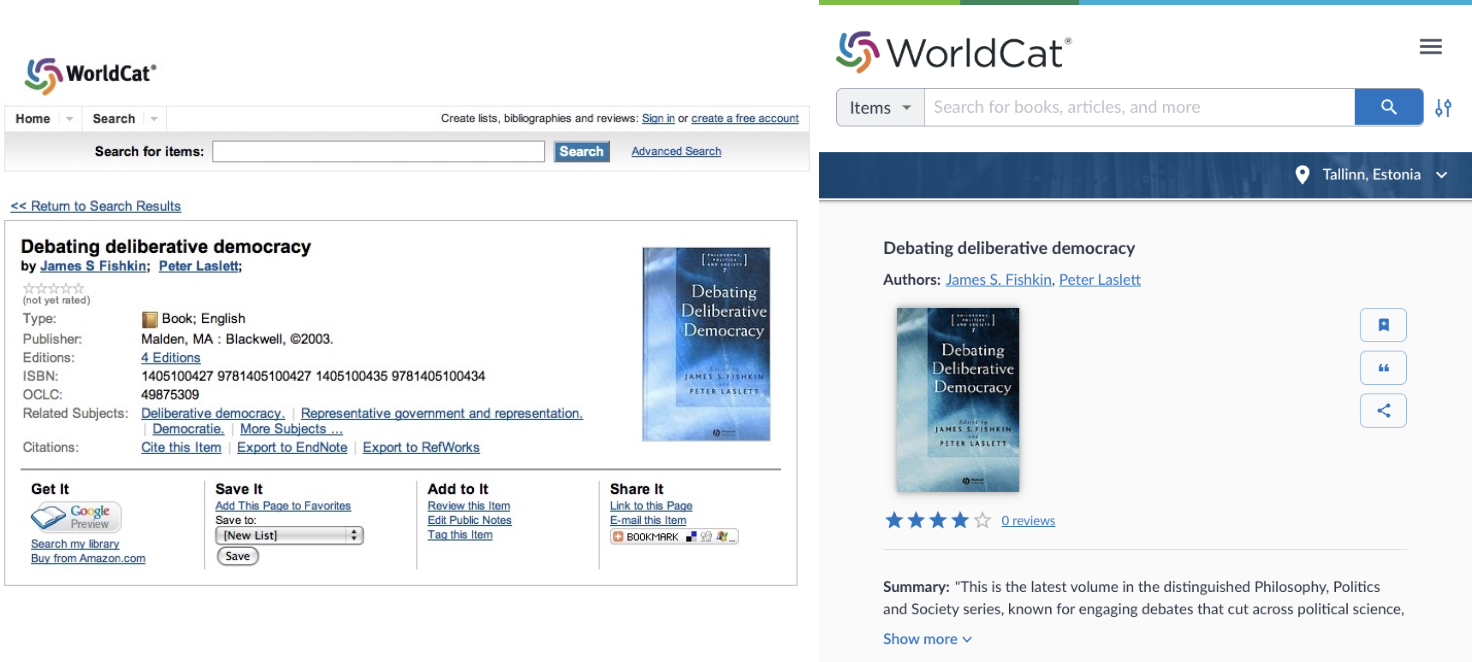 WorldCat®
Home
Search
Create lists, bibliographies and reviews: Sign in or create a free account
Search for items:
Search
Advanced Search
<< Return to Search Results
Debating deliberative democracy
by James S Fishkin; Peter Laslett;
(not yet rated)
Type: Book; English
Publisher: Malden, MA : Blackwell, ©2003.
Editions: 4 Editions
ISBN: 1405100427 9781405100427 1405100435 9781405100434
OCLC: 49875309
Related Subjects: Deliberative democracy. | Representative government and representation.
| Democratie. | More Subjects ...
Citations: Cite this Item | Export to EndNote | Export to RefWorks
[PHILOSOPHY,
POLITICS
AND SOCIETY]
7
Debating
Deliberative
Democracy
Edited by
JAMES S. FISHKIN
and
PETER LASLETT
Get It
Google
Preview
Search my library
Buy from Amazon.com
Save It
Add This Page to Favorites
Save to:
[New List]
Save
Add to It
Review this Item
Edit Public Notes
Tag this Item
Share It
Link to this Page
E-mail this Item
BOOKMARK
WorldCat®
Items
Search for books, articles, and more
Tallinn, Estonia
Debating deliberative democracy
Authors: James S. Fishkin, Peter Laslett
[PHILOSOPHY,
POLITICS
AND SOCIETY]
7
Debating
Deliberative
Democracy
Edited by
JAMES S. FISHKIN
and
PETER LASLETT
0 reviews
Summary: "This is the latest volume in the distinguished Philosophy, Politics
and Society series, known for engaging debates that cut across political science,
Show more